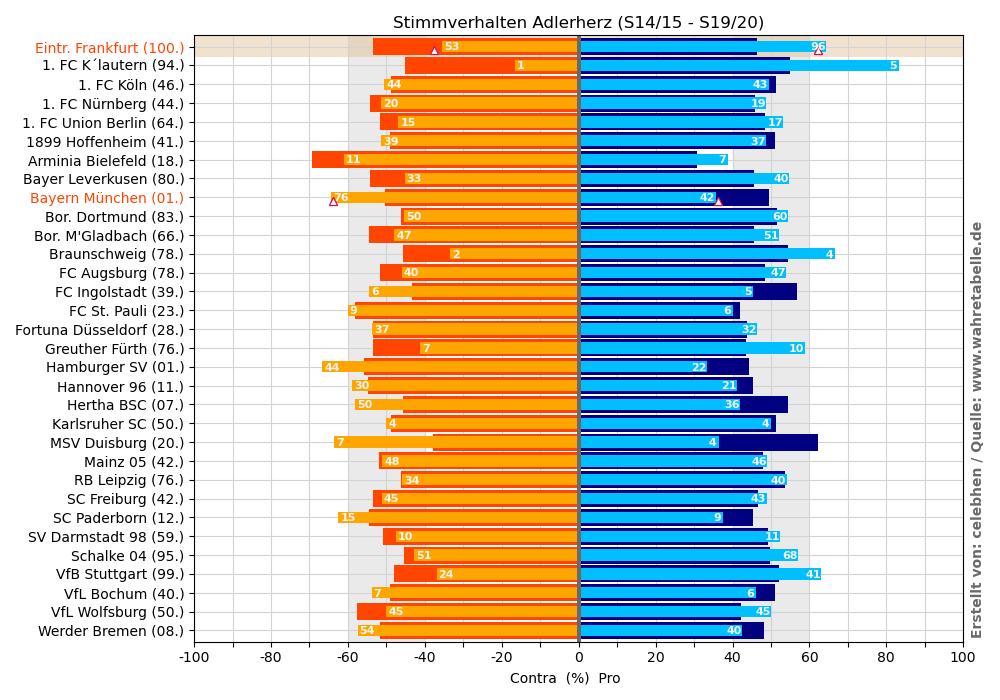 Stimmverhalten Adlerherz (S14/15 - S19/20)
Eintr. Frankfurt (100.) 53 96
1. FC K´lautern (94.) 1 5
1. FC Köln (46.) 44 43
1. FC Nürnberg (44.) 20 19
1. FC Union Berlin (64.) 15 17
1899 Hoffenheim (41.) 39 37
Arminia Bielefeld (18.) 11 7
Bayer Leverkusen (80.) 33 40
Bayern München (01.) 76 42
Bor. Dortmund (83.) 50 60
Bor. M'Gladbach (66.) 47 51
Braunschweig (78.) 2 4
FC Augsburg (78.) 40 47
FC Ingolstadt (39.) 6 5
FC St. Pauli (23.) 9 6
Fortuna Düsseldorf (28.) 37 32
Greuther Fürth (76.) 7 10
Hamburger SV (01.) 44 22
Hannover 96 (11.) 30 21
Hertha BSC (07.) 50 36
Karlsruher SC (50.) 4 4
MSV Duisburg (20.) 7 4
Mainz 05 (42.) 48 46
RB Leipzig (76.) 34 40
SC Freiburg (42.) 45 43
SC Paderborn (12.) 15 9
SV Darmstadt 98 (59.) 10 11
Schalke 04 (95.) 51 68
VfB Stuttgart (99.) 24 41
VfL Bochum (40.) 7 6
VfL Wolfsburg (50.) 45 45
Werder Bremen (08.) 54 40
-100 -80 -60 -40 -20 0 20 40 60 80 100
Contra (%) Pro
Erstellt von: celebhen / Quelle: www.wahretabelle.de